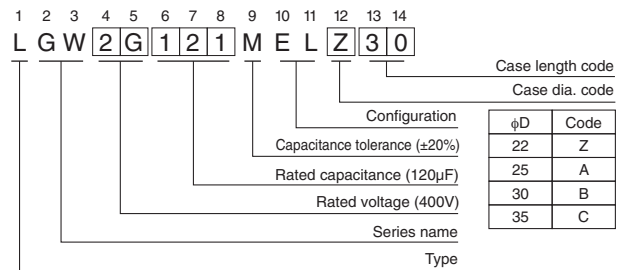 1 2 3 4 5 6 7 8 9 10 11 12 13 14
L G W 2 G 1 2 1 M E L Z 3 0
Case length code
Case dia. code
Configuration
Capacitance tolerance (±20%)
Rated capacitance (120µF)
Rated voltage (400V)
Series name
Type
ϕD Code
22 Z
25 A
30 B
35 C